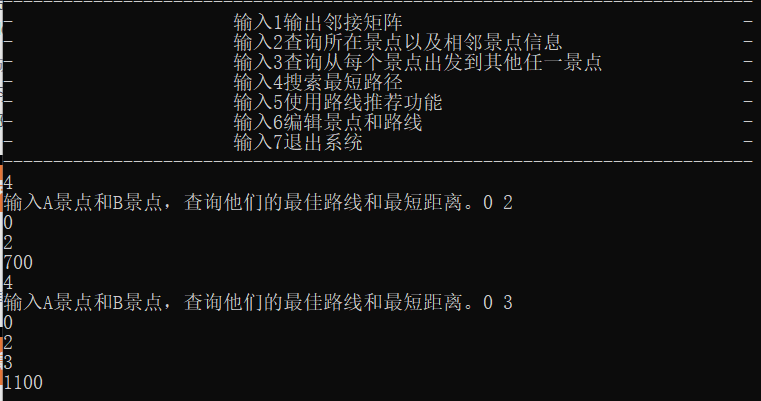 ---------------------------------------------------------------------------
- 输入1输出邻接矩阵 -
- 输入2查询所在景点以及相邻景点信息 -
- 输入3查询从每个景点出发到其他任一景点 -
- 输入4搜索最短路径 -
- 输入5使用路线推荐功能 -
- 输入6编辑景点和路线 -
- 输入7退出系统 -
---------------------------------------------------------------------------
4
输入A景点和B景点，查询他们的最佳路线和最短距离。0 2
0
2
700
4
输入A景点和B景点，查询他们的最佳路线和最短距离。0 3
0
2
3
1100